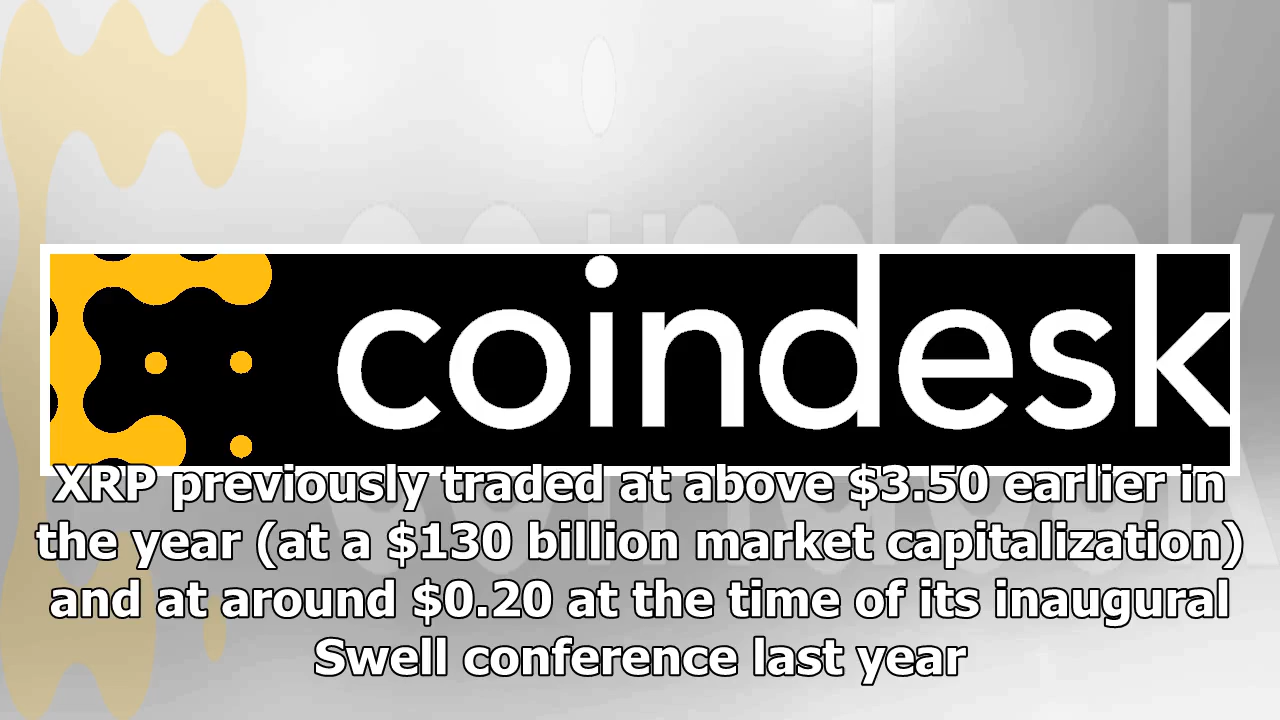 coindesk
XRP previously traded at above $3.50 earlier in
the year (at a $130 billion market capitalization)
and at around $0.20 at the time of its inaugural
Swell conference last year